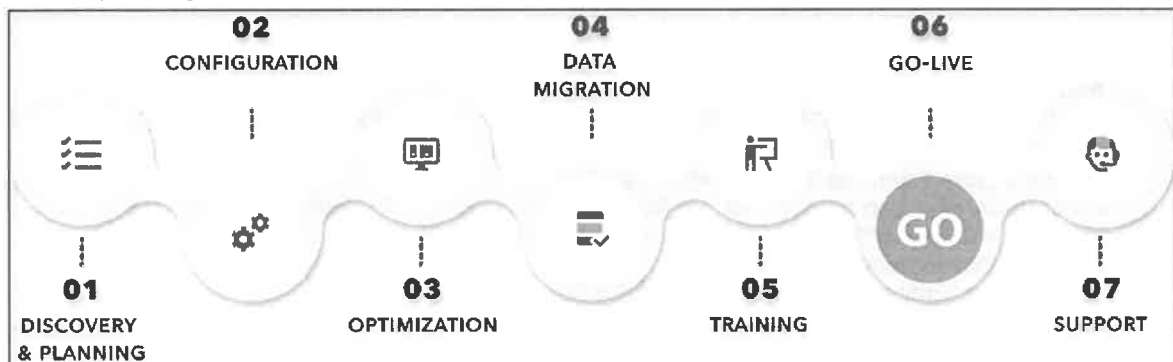 02
CONFIGURATION
04
DATA
MIGRATION
06
GO-LIVE
GO
01
DISCOVERY
& PLANNING
03
OPTIMIZATION
05
TRAINING
07
SUPPORT